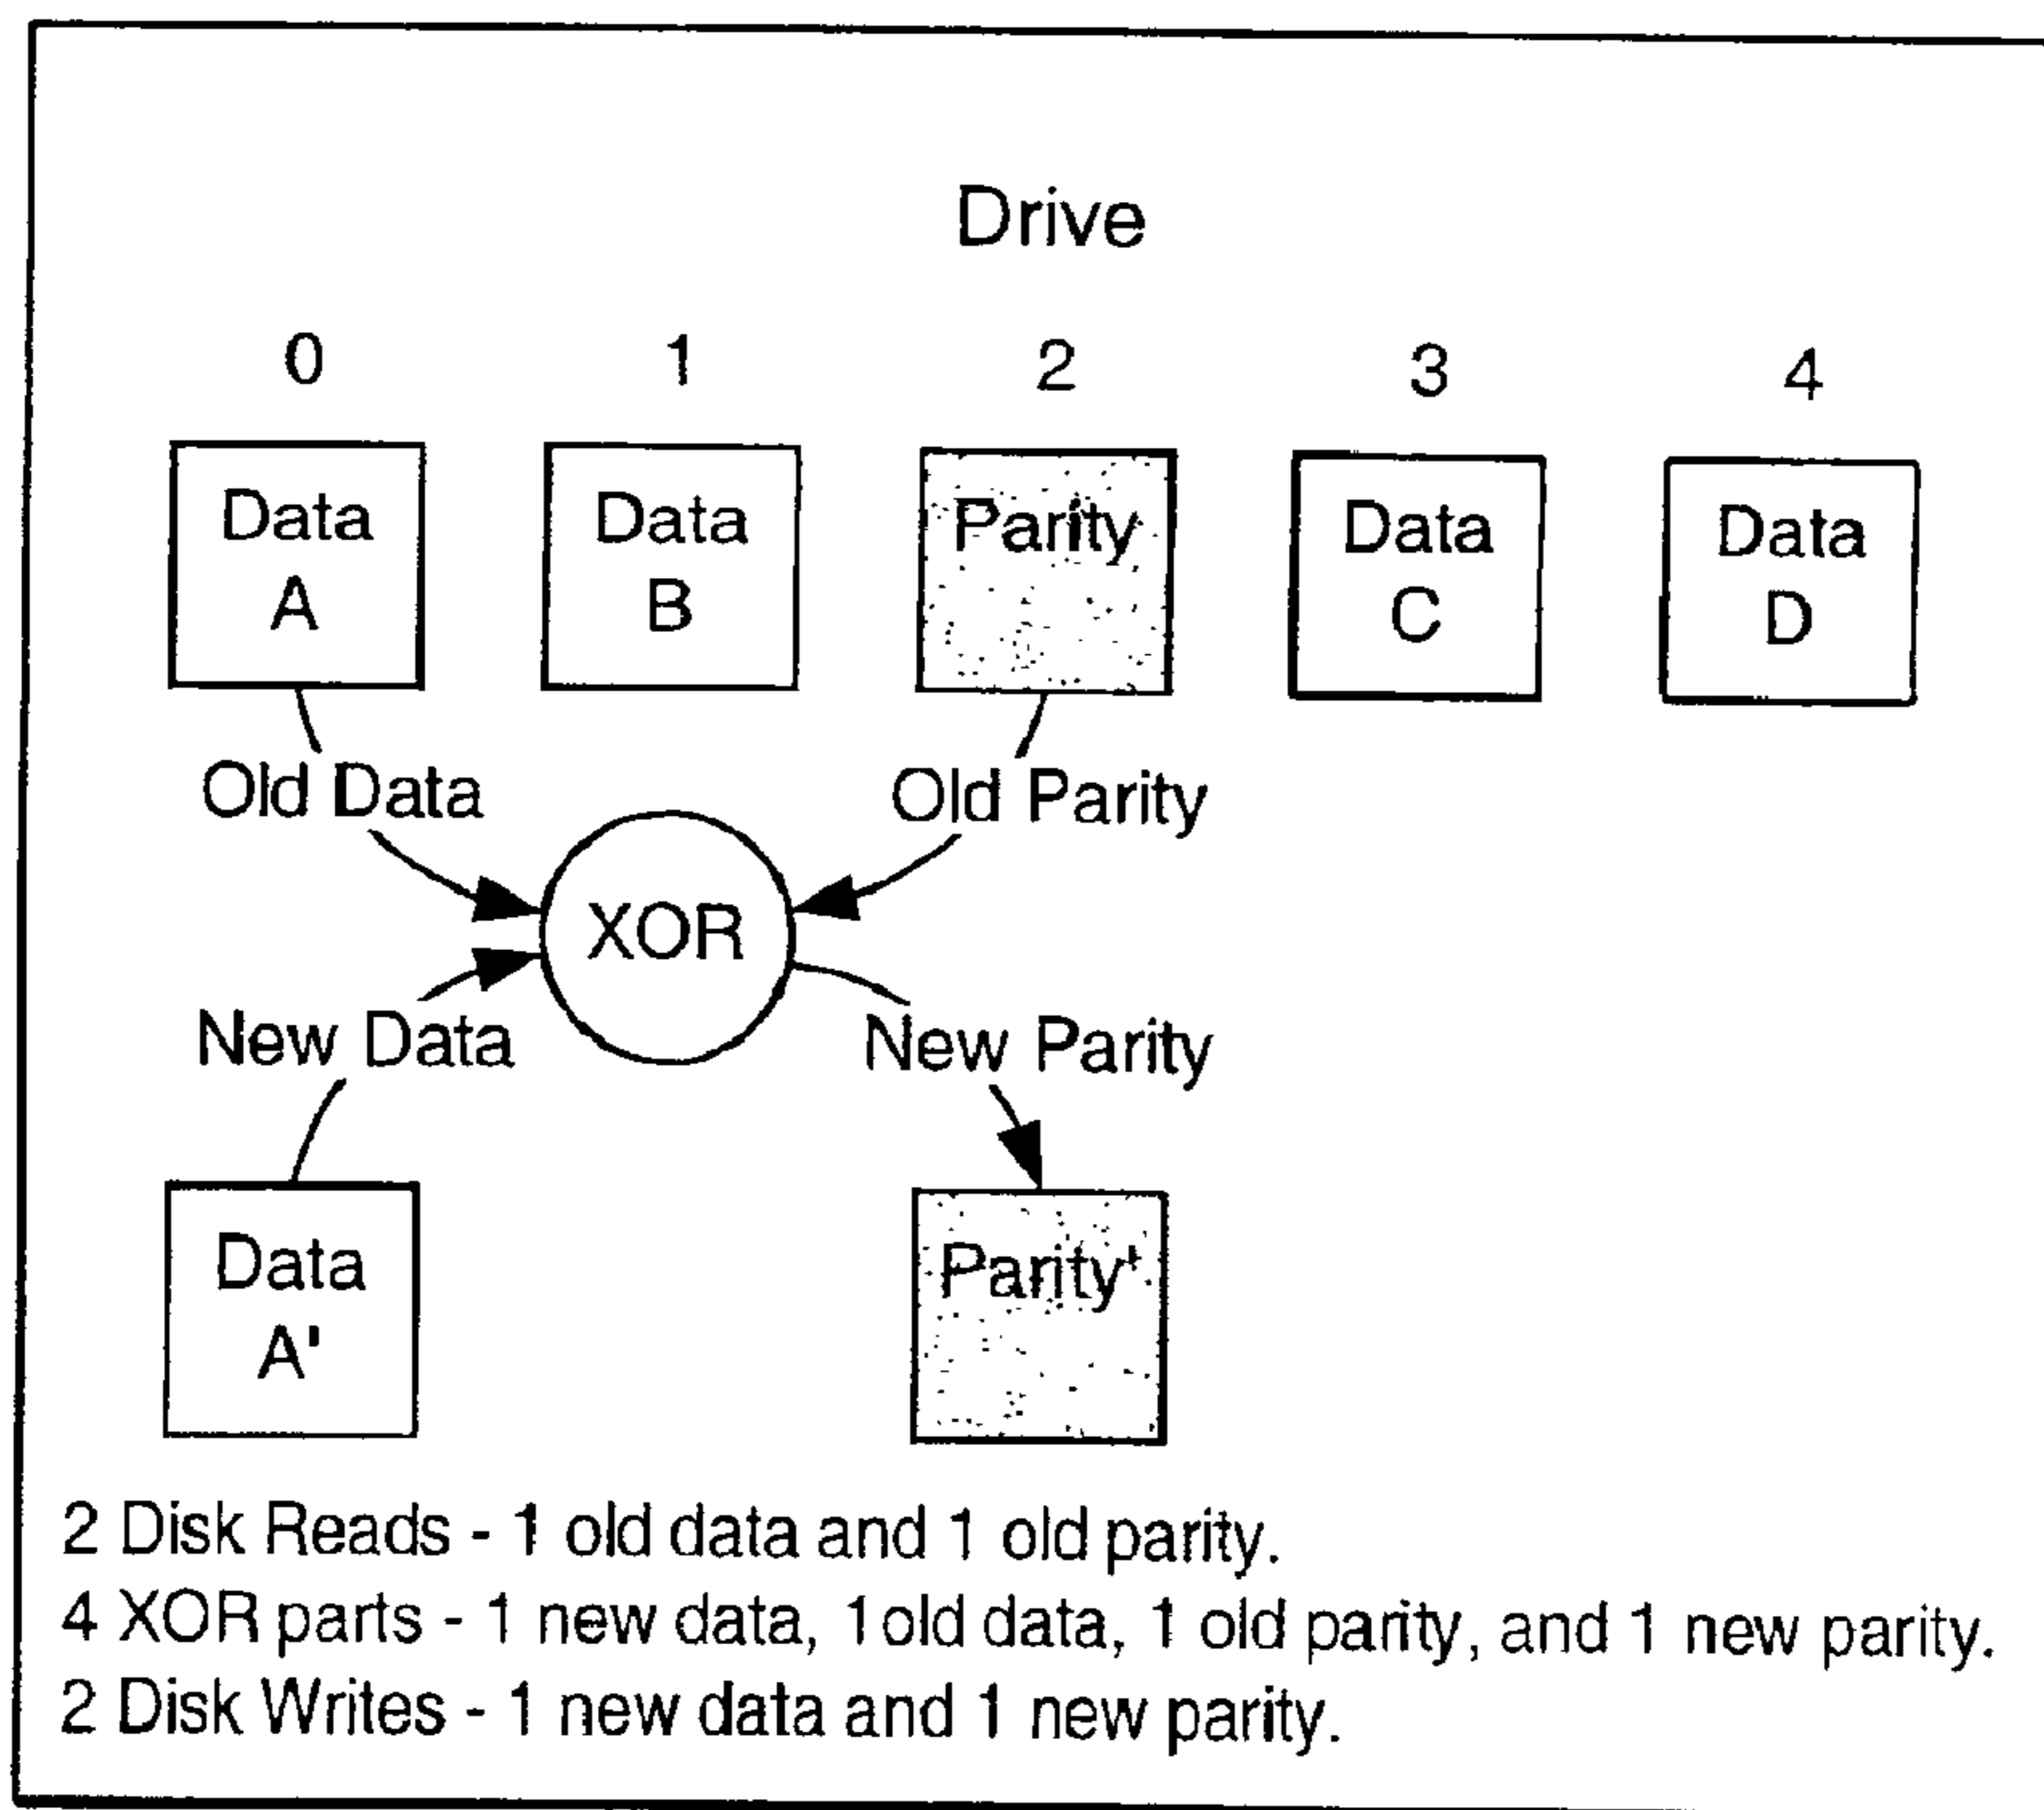 Drive
0 1 2 3 4
Data Data Parity Data Data
A B C D
Old Data Old Parity
XOR
New Data New Parity
Data Parity'
A'
2 Disk Reads - 1 old data and 1 old parity.
4 XOR parts - 1 new data, 1old data, 1 old parity, and 1 new parity.
2 Disk Writes - 1 new data and 1 new parity.